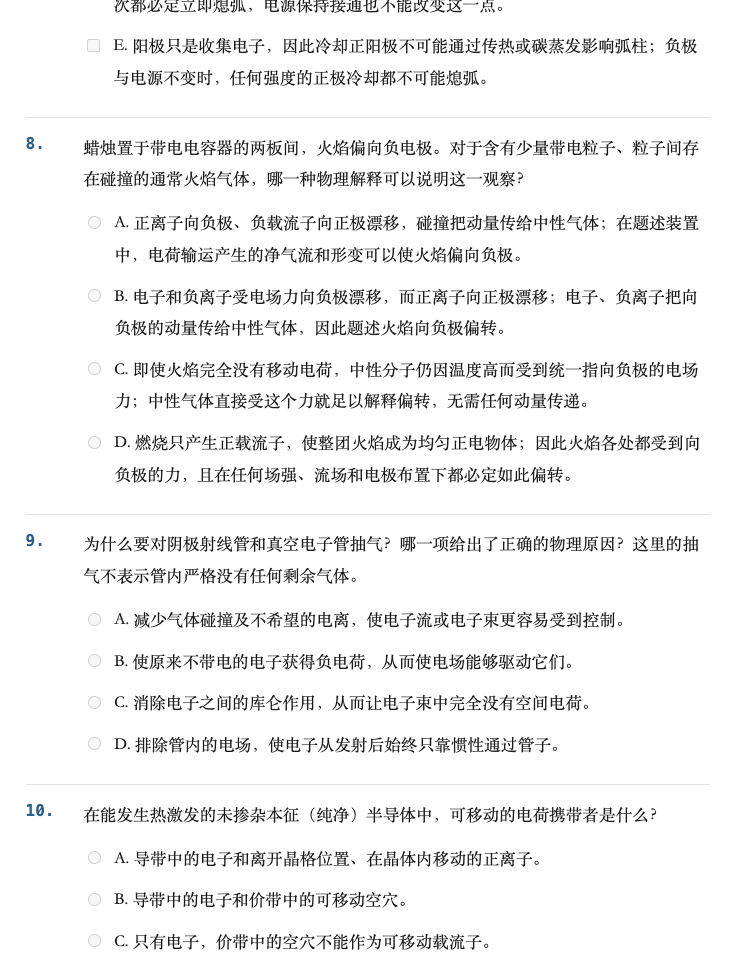 次都必定立即熄弧，电源保持接通也不能改变这一点。
E. 阳极只是收集电子，因此冷却正阳极不可能通过传热或碳蒸发影响弧柱；负极
与电源不变时，任何强度的正极冷却都不可能熄弧。
8. 蜡烛置于带电电容器的两板间，火焰偏向负电极。对于含有少量带电粒子、粒子间存
在碰撞的通常火焰气体，哪一种物理解释可以说明这一观察？
A. 正离子向负极、负载流子向正极漂移，碰撞把动量传给中性气体；在题述装置
中，电荷输运产生的净气流和形变可以使火焰偏向负极。
B. 电子和负离子受电场力向负极漂移，而正离子向正极漂移；电子、负离子把向
负极的动量传给中性气体，因此题述火焰向负极偏转。
C. 即使火焰完全没有移动电荷，中性分子仍因温度高而受到统一指向负极的电场
力；中性气体直接受这个力就足以解释偏转，无需任何动量传递。
D. 燃烧只产生正载流子，使整团火焰成为均匀正电物体；因此火焰各处都受到向
负极的力，且在任何场强、流场和电极布置下都必定如此偏转。
9. 为什么要对阴极射线管和真空电子管抽气？哪一项给出了正确的物理原因？这里的抽
气不表示管内严格没有任何剩余气体。
A. 减少气体碰撞及不希望的电离，使电子流或电子束更容易受到控制。
B. 使原来不带电的电子获得负电荷，从而使电场能够驱动它们。
C. 消除电子之间的库仑作用，从而让电子束中完全没有空间电荷。
D. 排除管内的电场，使电子从发射后始终只靠惯性通过管子。
10. 在能发生热激发的未掺杂本征（纯净）半导体中，可移动的电荷携带者是什么？
A. 导带中的电子和离开晶格位置、在晶体内移动的正离子。
B. 导带中的电子和价带中的可移动空穴。
C. 只有电子，价带中的空穴不能作为可移动载流子。